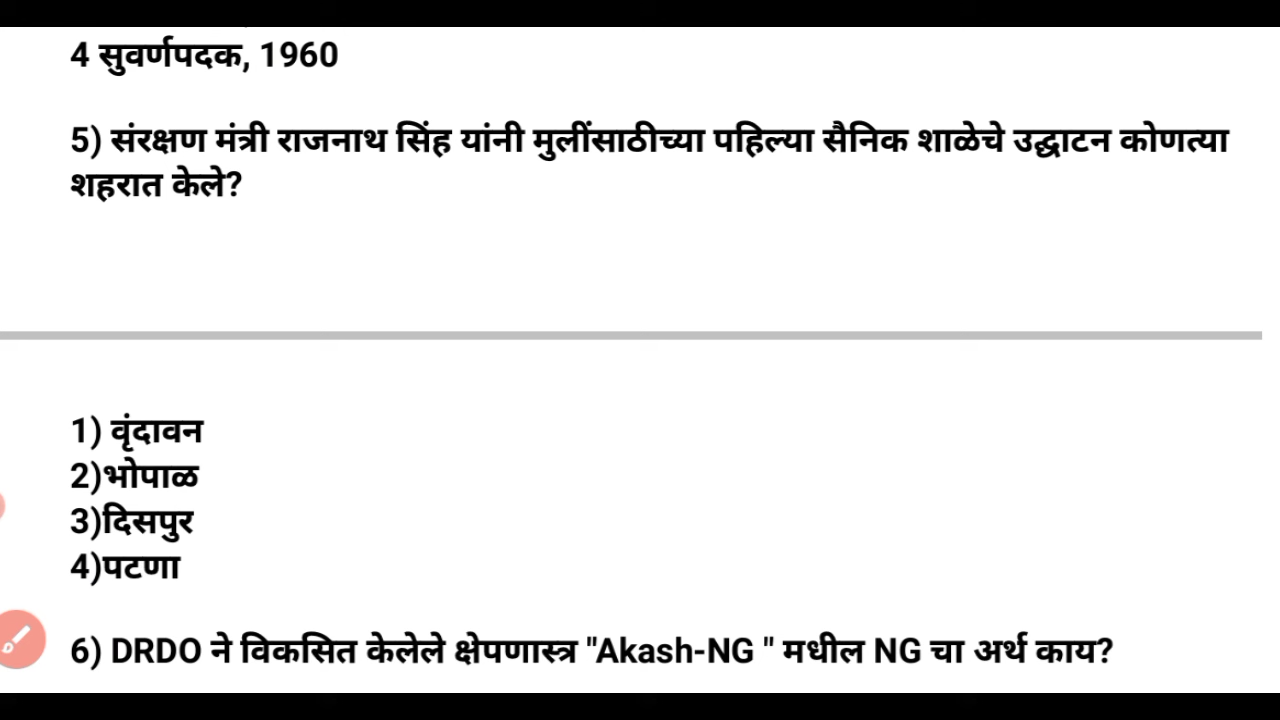 4 सुवर्णपदक, 1960
5) संरक्षण मंत्री राजनाथ सिंह यांनी मुलींसाठीच्या पहिल्या सैनिक शाळेचे उद्घाटन कोणत्या
शहरात केले?
1) वृंदावन
2)भोपाळ
3)दिसपुर
4)पटणा
6) DRDO ने विकसित केलेले क्षेपणास्त्र "Akash-NG " मधील NG चा अर्थ काय?